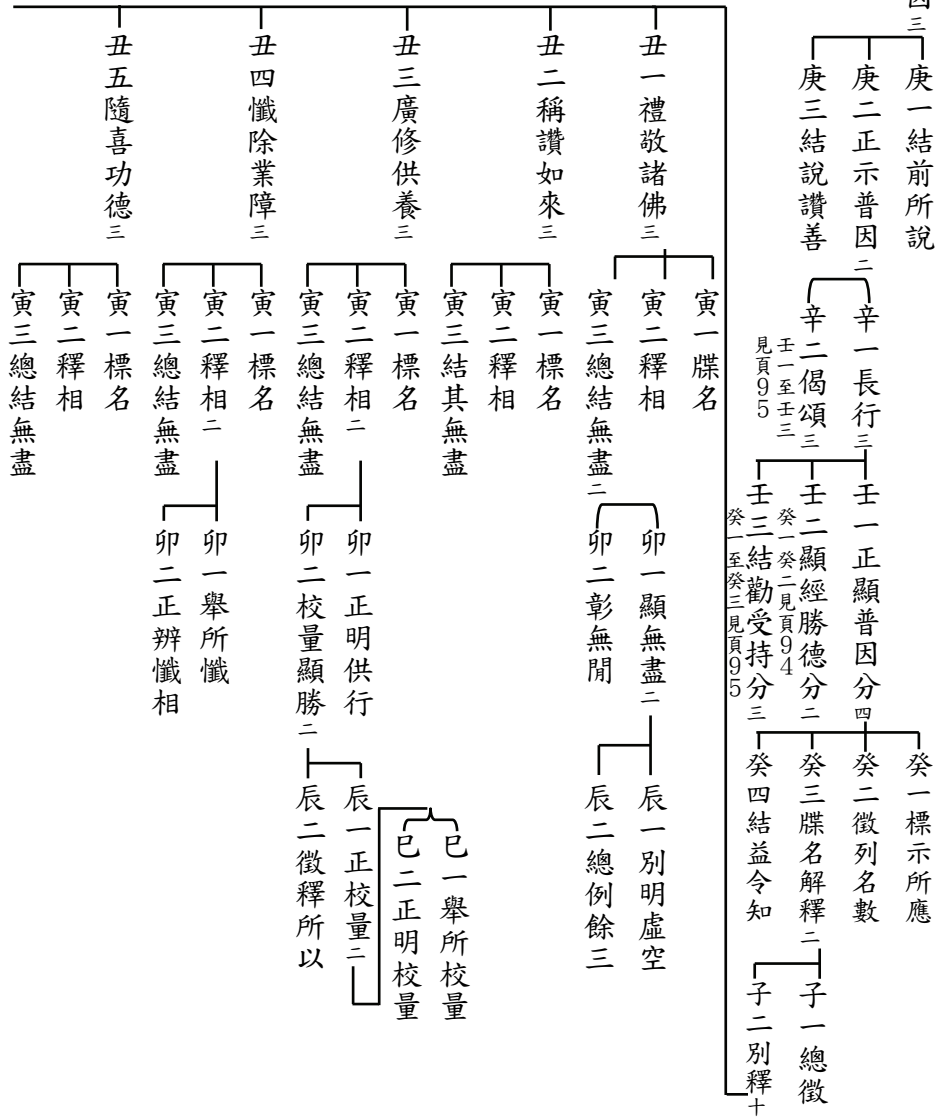 因三
庚一結前所說
庚二正示普因二
庚三結說讚善
辛一長行三
辛二偈頌三
壬一至壬三
見頁95
壬一正顯普因分四
壬二顯經勝德分二
癸一癸二見頁94
壬三結勸受持分三
癸一至癸三見頁95
癸一標示所應
癸二徵列名數
癸三牒名解釋二
癸四結益令知
子一總徵
子二別釋十
丑一禮敬諸佛三
寅一牒名
寅二釋相
寅三總結無盡二
卯一顯無盡二
卯二彰無間
辰一別明虛空
辰二總例餘三
丑二稱讚如來三
寅一標名
寅二釋相
寅三結其無盡
丑三廣修供養三
寅一標名
寅二釋相二
寅三總結無盡
卯一正明供行
卯二校量顯勝二
辰一正校量二
辰二徵釋所以
巳一舉所校量
巳二正明校量
丑四懺除業障三
寅一標名
寅二釋相二
寅三總結無盡
卯一舉所懺
卯二正辨懺相
丑五隨喜功德三
寅一標名
寅二釋相
寅三總結無盡